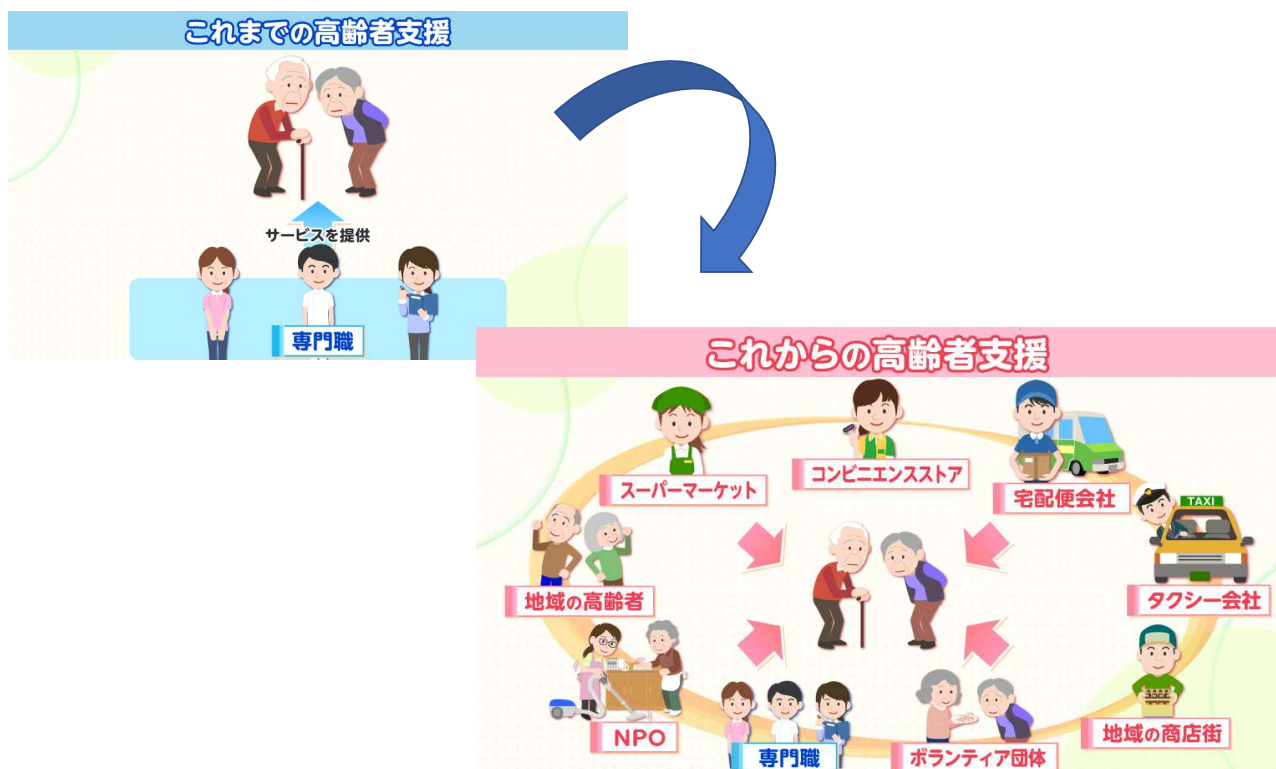 これまでの高齢者支援
サービスを提供
専門職
これからの高齢者支援
スーパーマーケット
コンビニエンスストア
宅配便会社
TAXI
タクシー会社
地域の高齢者
NPO
専門職
ボランティア団体
地域の商店街